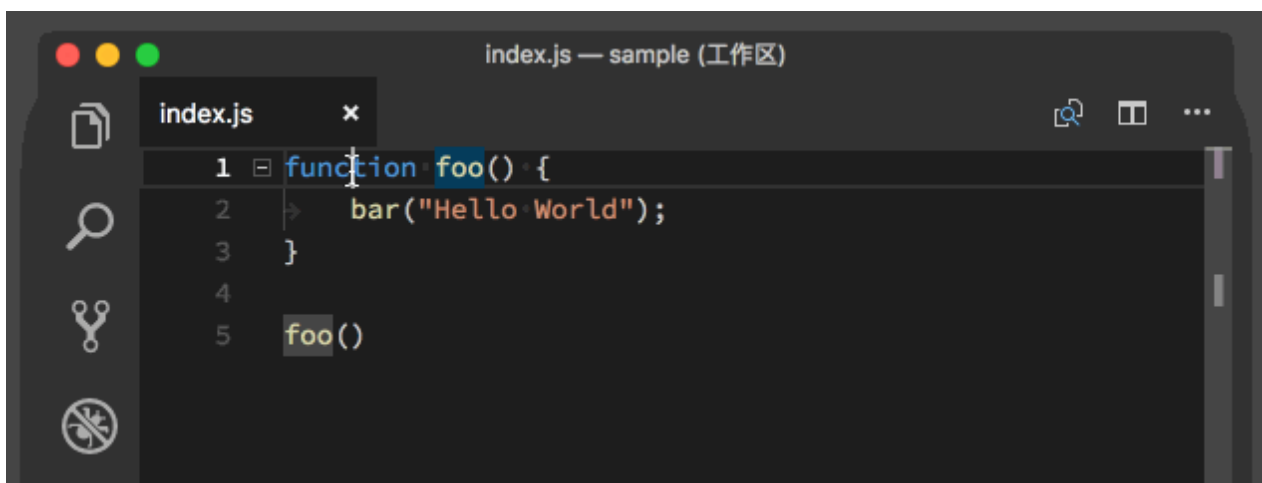 index.js — sample (工作区)
index.js ×
1 function foo() {
2 bar("Hello World");
3 }
4
5 foo()